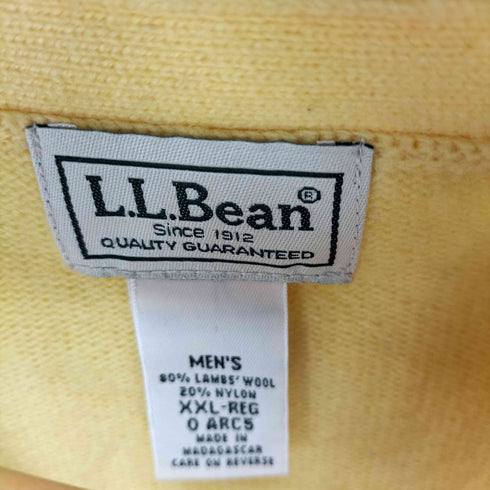 L.L.Bean®
Since 1912
QUALITY GUARANTEED
MEN'S
80% LAMBS' WOOL
20% NYLON
XXL-REG
0 ARC5
MADE IN
MADAGASCAR
CARE ON REVERSE